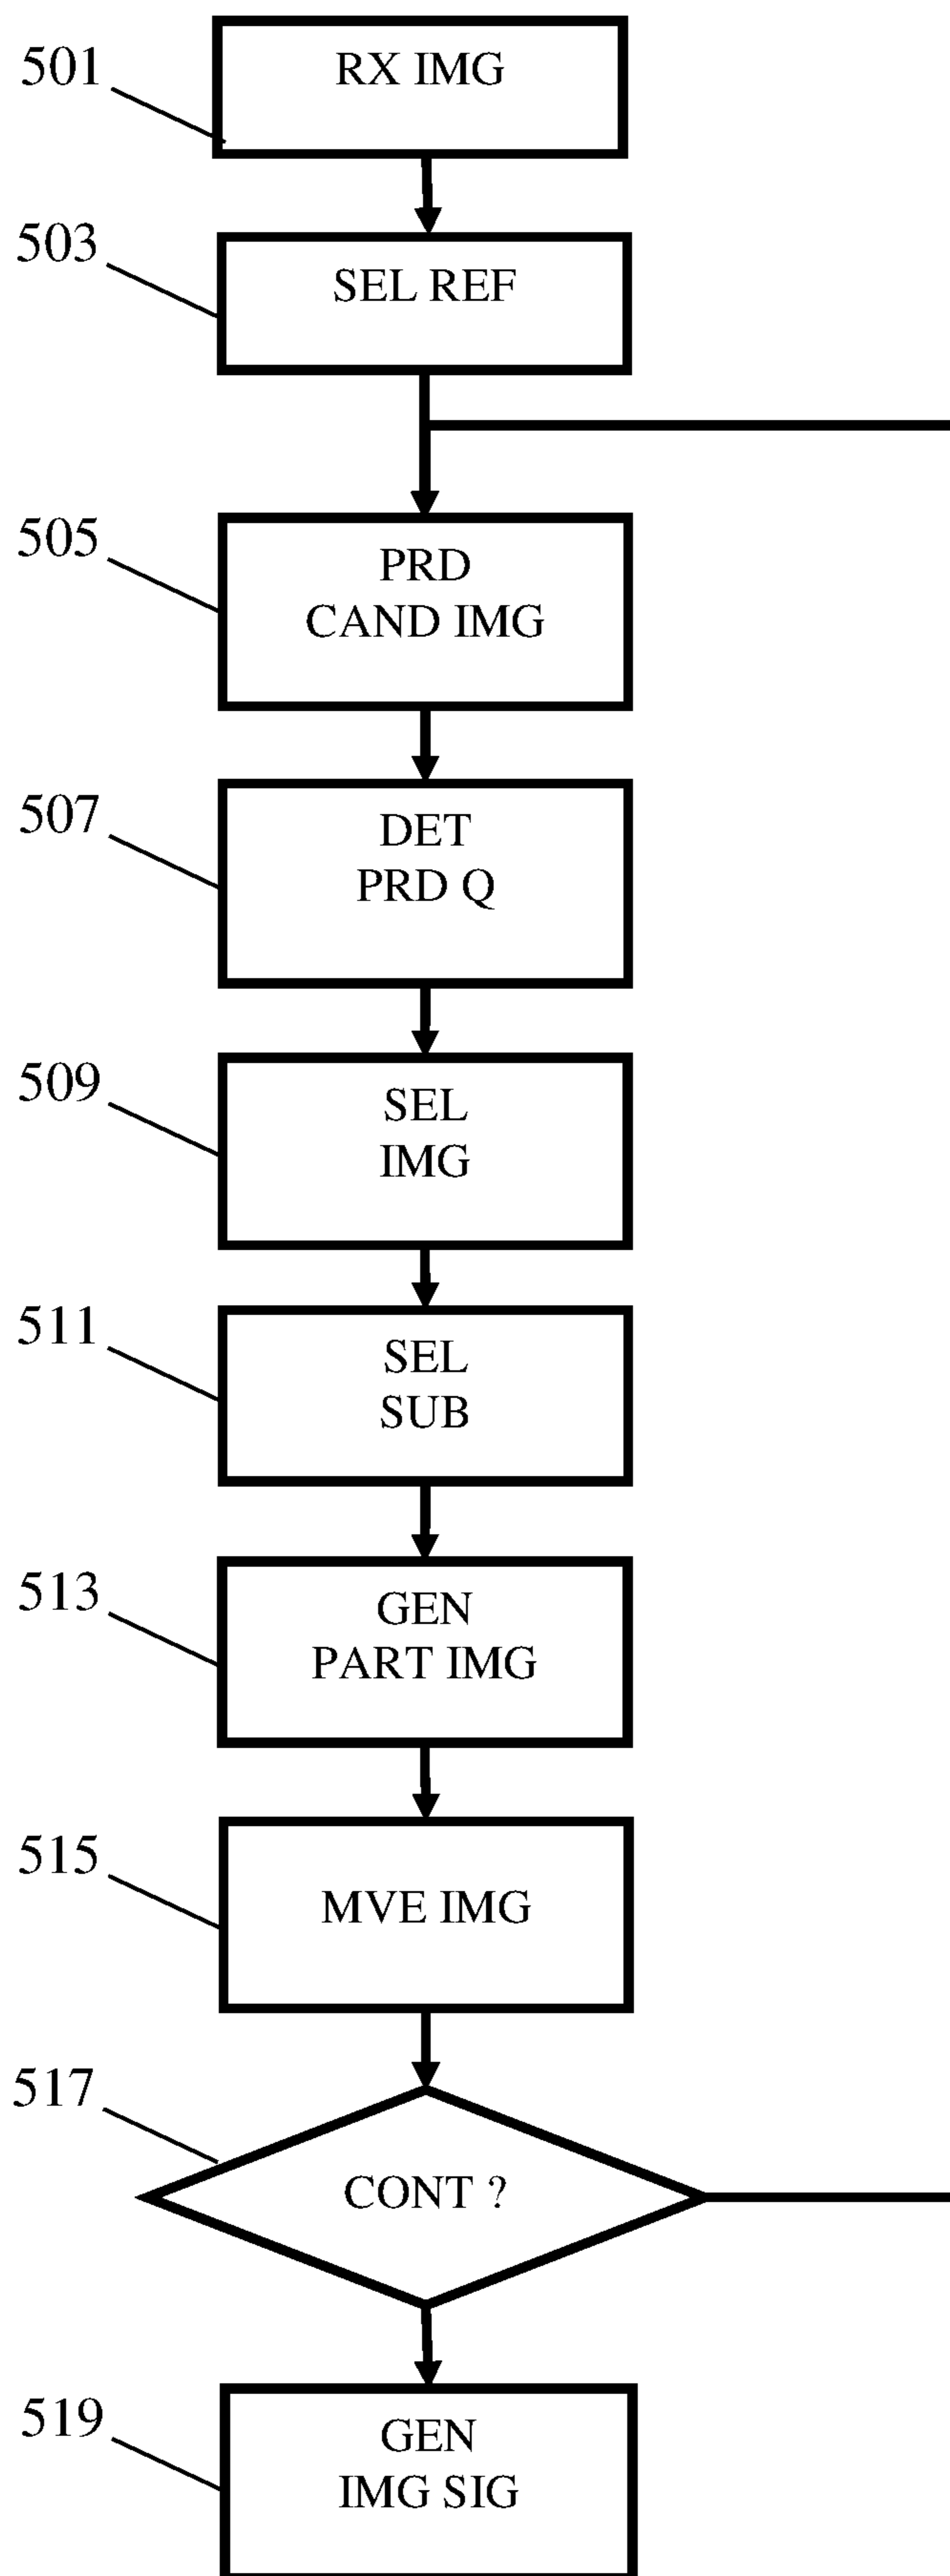 501
RX IMG
503
SEL REF
505
PRD
CAND IMG
507
DET
PRD Q
509
SEL
IMG
511
SEL
SUB
513
GEN
PART IMG
515
MVE IMG
517
CONT ?
519
GEN
IMG SIG